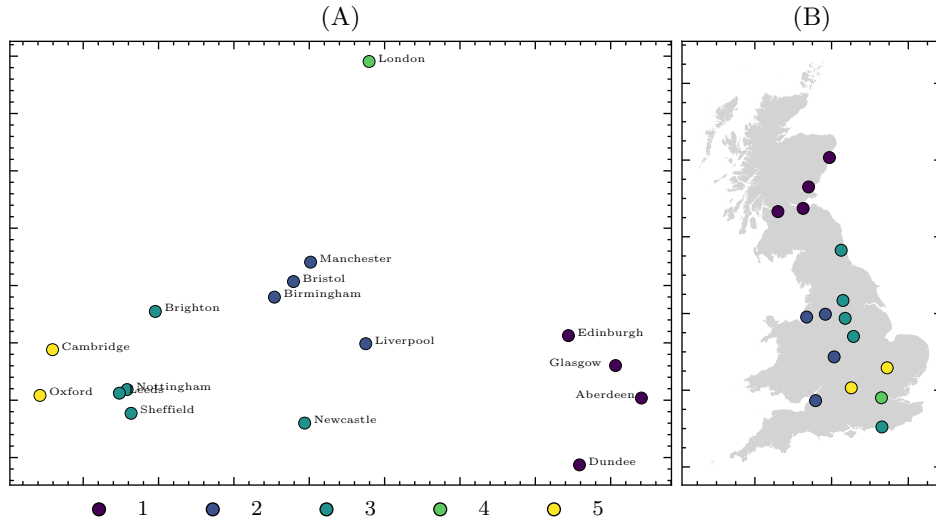 (A)
(B)
London
Manchester
Bristol
Birmingham
Brighton
Edinburgh
Liverpool
Cambridge
Glasgow
Nottingham
Leeds
Oxford
Aberdeen
Sheffield
Newcastle
Dundee
1 2 3 4 5